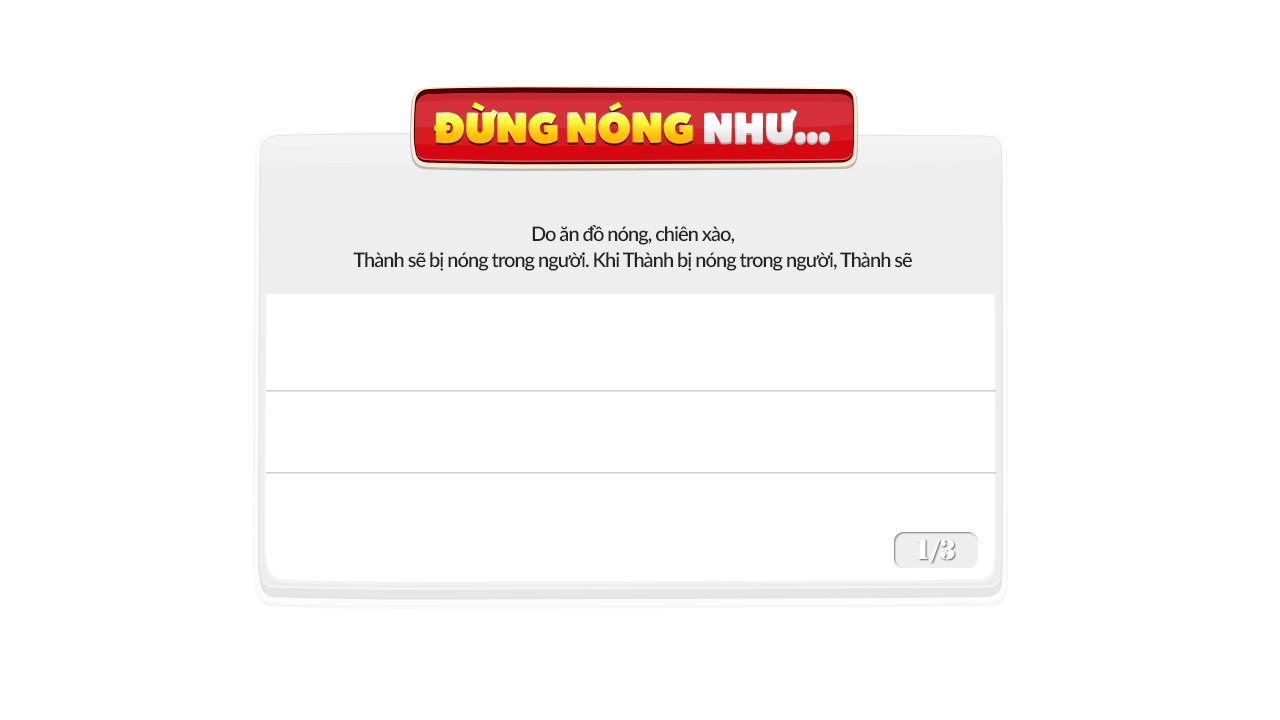 ĐỪNG NÓNG NHƯ...
Do ăn đồ nóng, chiên xào,
Thành sẽ bị nóng trong người. Khi Thành bị nóng trong người, Thành sẽ
1/3